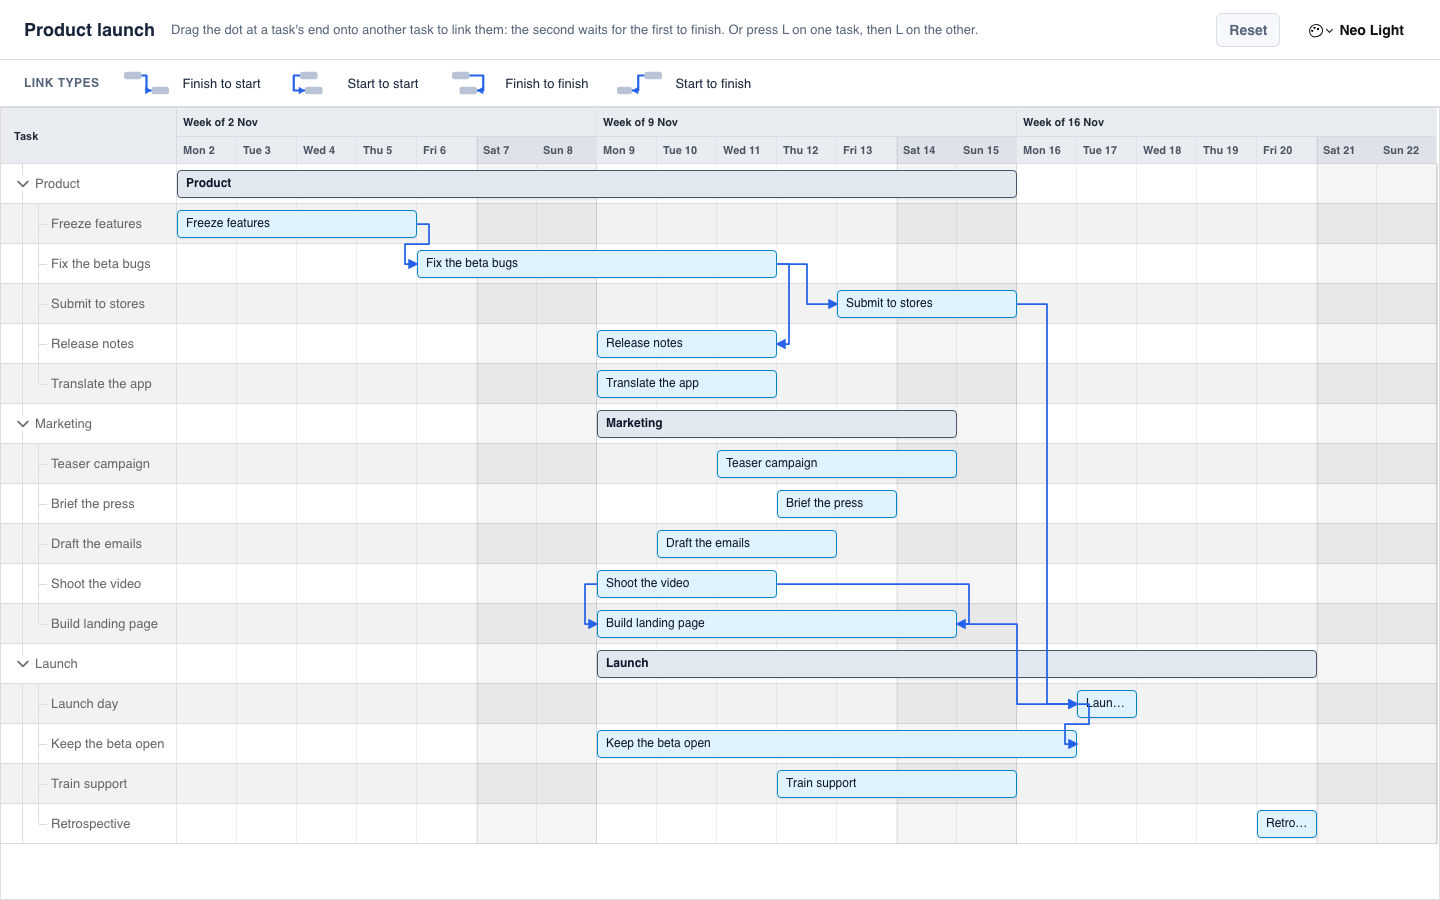 Product launch
Drag the dot at a task's end onto another task to link them: the second waits for the first to finish. Or press L on one task, then L on the other.
Reset
Neo Light
LINK TYPES
Finish to start
Start to start
Finish to finish
Start to finish
Task
Week of 2 Nov
Week of 9 Nov
Week of 16 Nov
Mon 2
Tue 3
Wed 4
Thu 5
Fri 6
Sat 7
Sun 8
Mon 9
Tue 10
Wed 11
Thu 12
Fri 13
Sat 14
Sun 15
Mon 16
Tue 17
Wed 18
Thu 19
Fri 20
Sat 21
Sun 22
Product
Product
Freeze features
Freeze features
Fix the beta bugs
Fix the beta bugs
Submit to stores
Submit to stores
Release notes
Release notes
Translate the app
Translate the app
Marketing
Marketing
Teaser campaign
Teaser campaign
Brief the press
Brief the press
Draft the emails
Draft the emails
Shoot the video
Shoot the video
Build landing page
Build landing page
Launch
Launch
Launch day
Laun…
Keep the beta open
Keep the beta open
Train support
Train support
Retrospective
Retro…